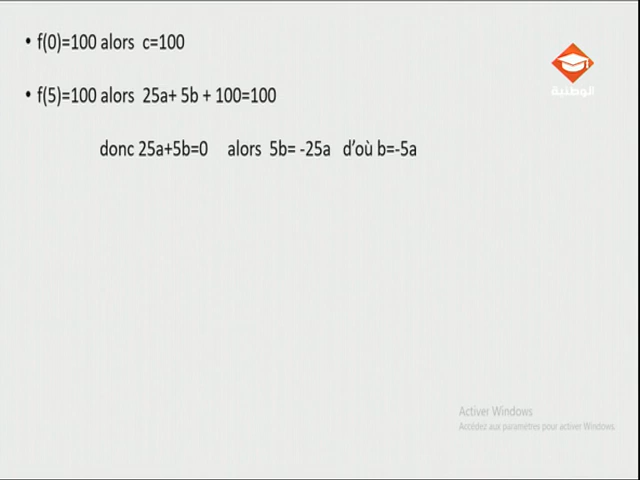 • f(0)=100 alors c=100
• f(5)=100 alors 25a+ 5b + 100=100
donc 25a+5b=0 alors 5b= -25a d’où b=-5a
الوطنية
Activer Windows
Accédez aux paramètres pour activer Windows.